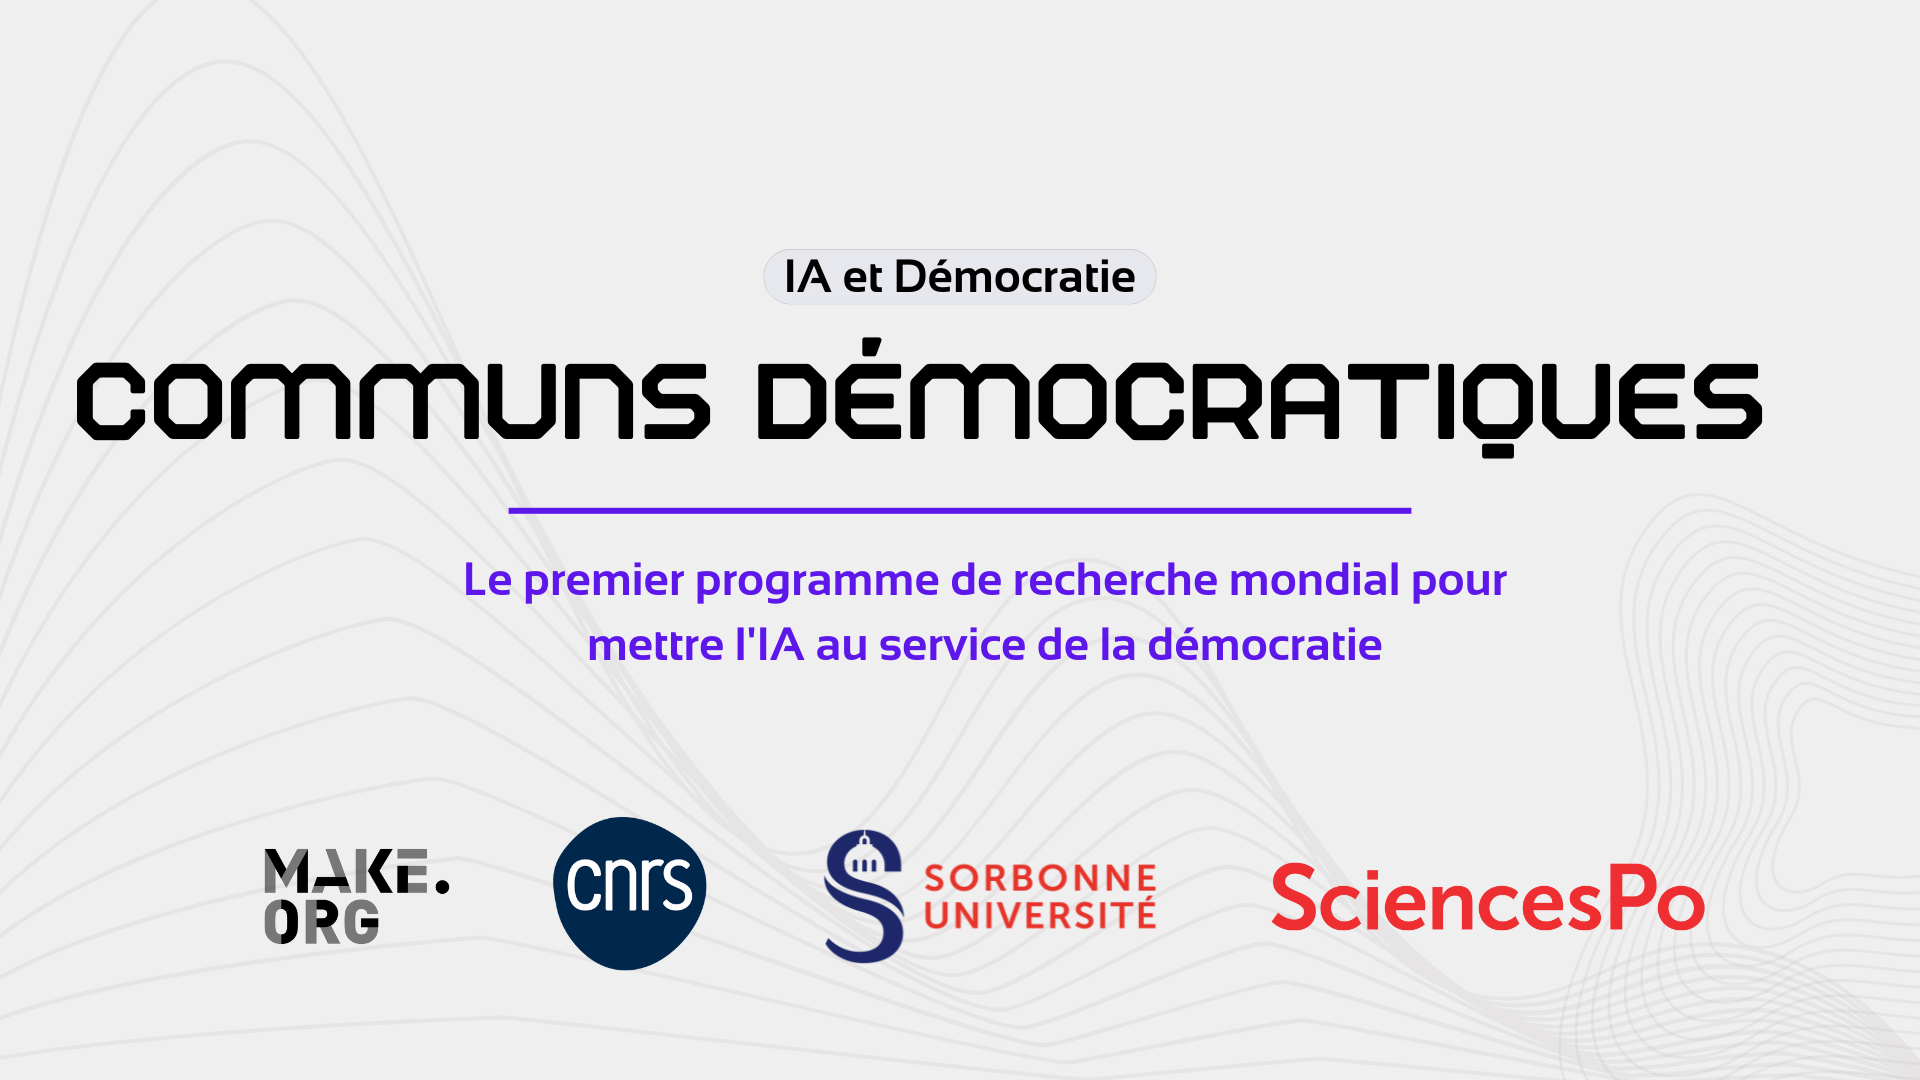 IA et Démocratie
COMMUNS DÉMOCRATIQUES
Le premier programme de recherche mondial pour
mettre l'IA au service de la démocratie
MAKE.
ORG
cnrs
SORBONNE
UNIVERSITÉ
SciencesPo